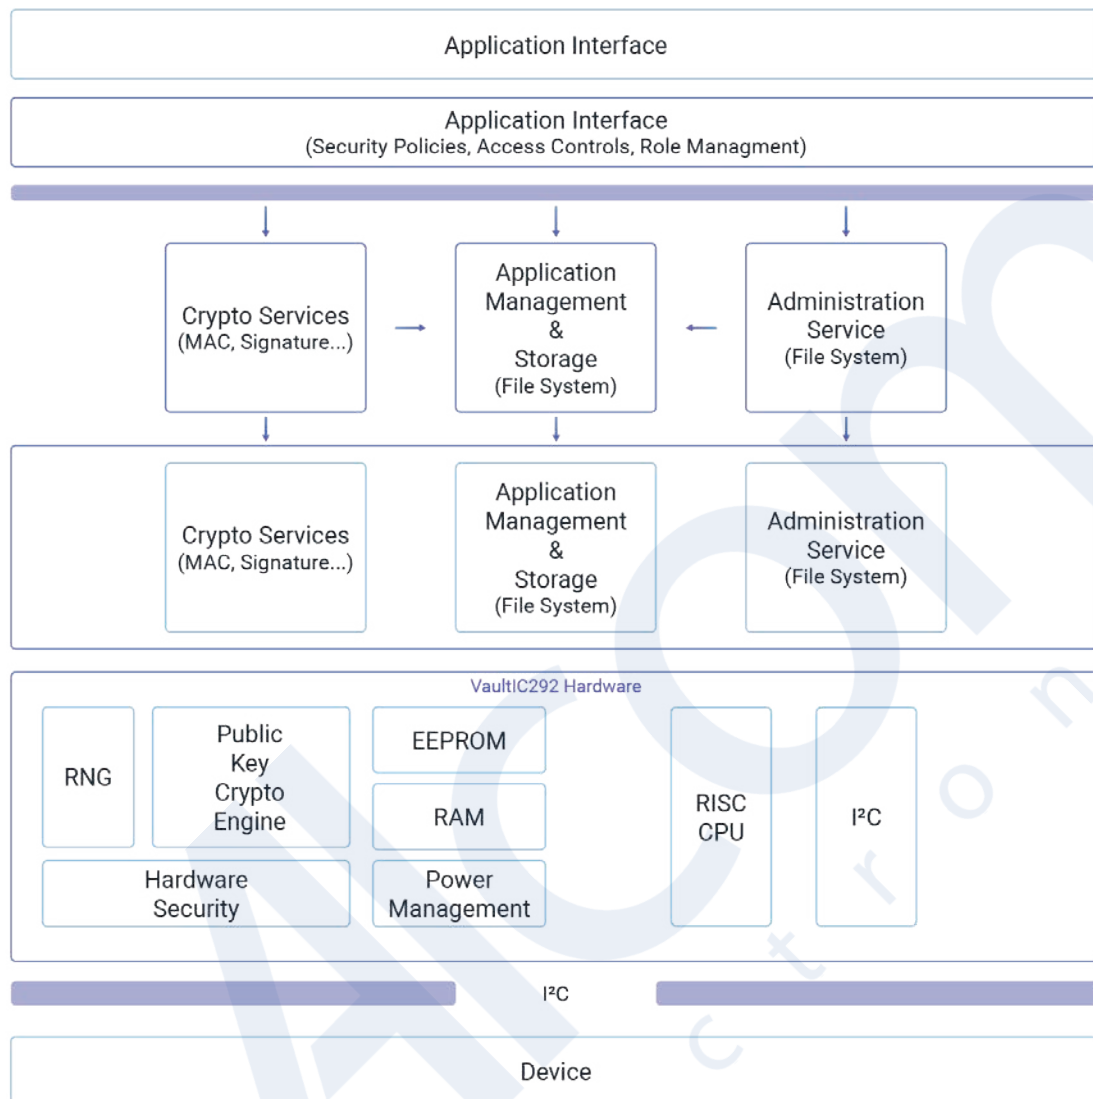 Application Interface
Application Interface
(Security Policies, Access Controls, Role Managment)
Crypto Services
(MAC, Signature...)
Application
Management
&
Storage
(File System)
Administration
Service
(File System)
Crypto Services
(MAC, Signature...)
Application
Management
&
Storage
(File System)
Administration
Service
(File System)
VaultIC292 Hardware
RNG
Public
Key
Crypto
Engine
EEPROM
RAM
Hardware
Security
Power
Management
RISC
CPU
I²C
I²C
Device
Alcom
ctron